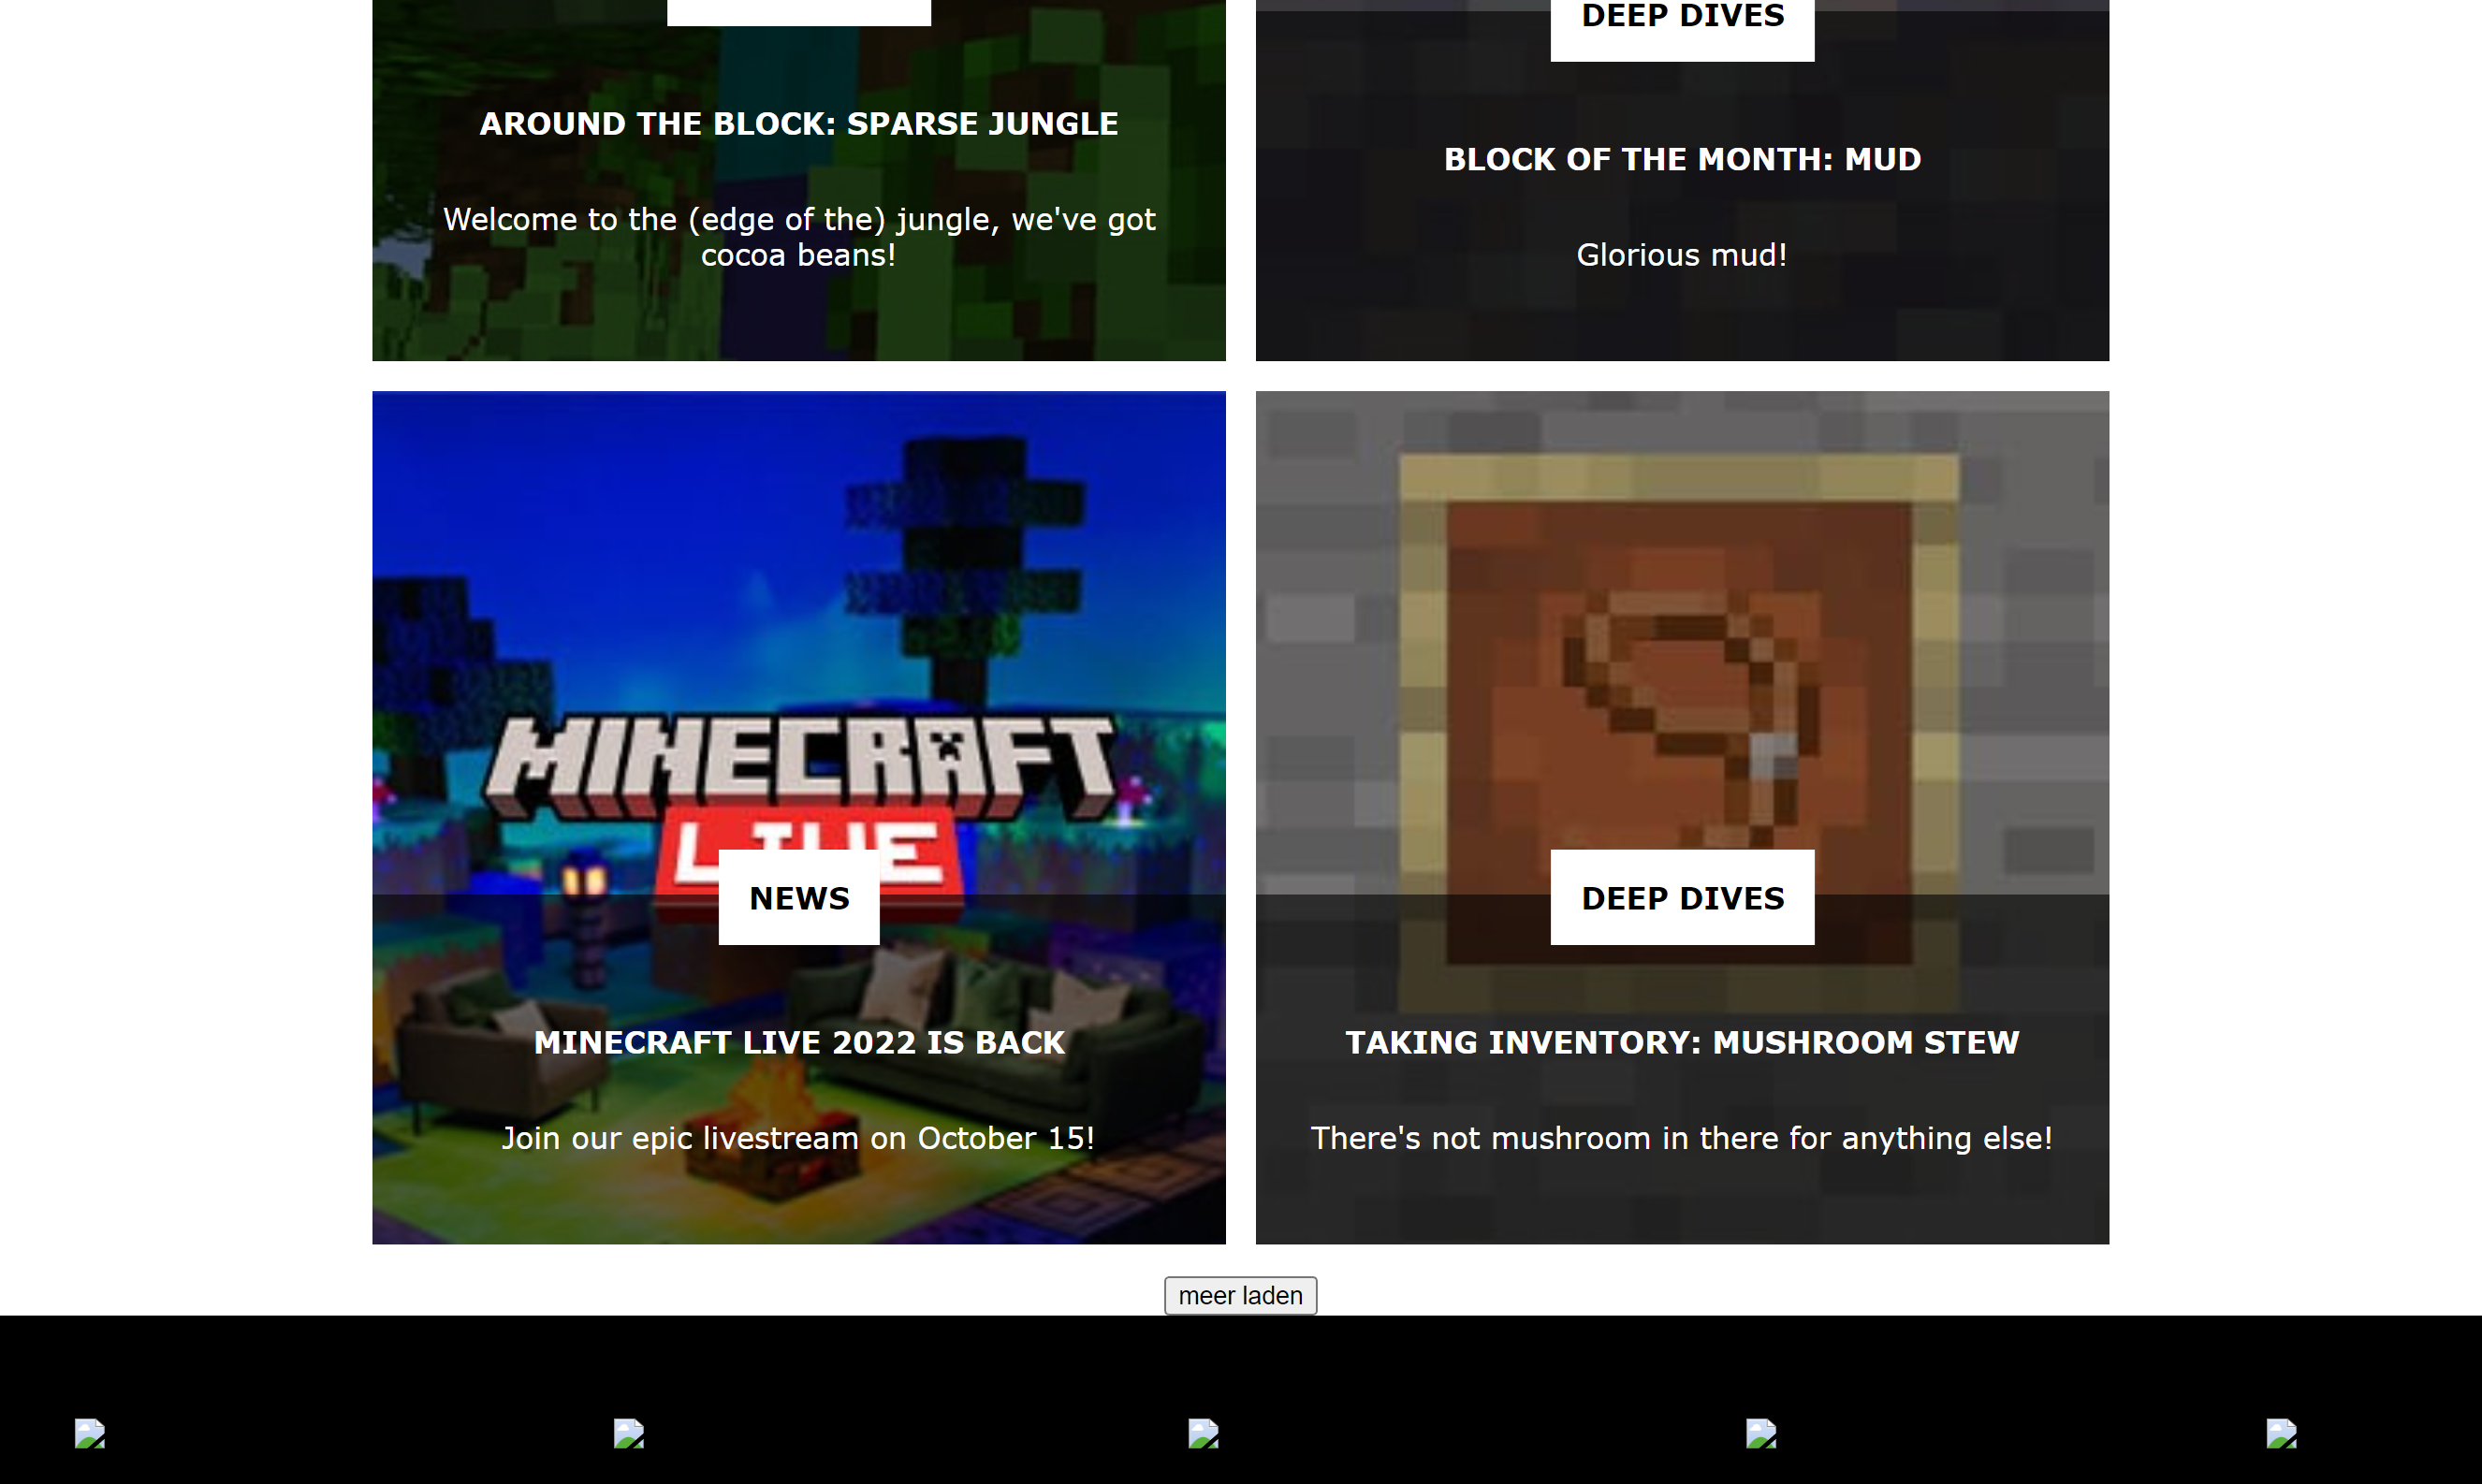 AROUND THE BLOCK: SPARSE JUNGLE
Welcome to the (edge of the) jungle, we've got
cocoa beans!
DEEP DIVES
BLOCK OF THE MONTH: MUD
Glorious mud!
MINECRAFT
LIVE
NEWS
MINECRAFT LIVE 2022 IS BACK
Join our epic livestream on October 15!
DEEP DIVES
TAKING INVENTORY: MUSHROOM STEW
There's not mushroom in there for anything else!
meer laden